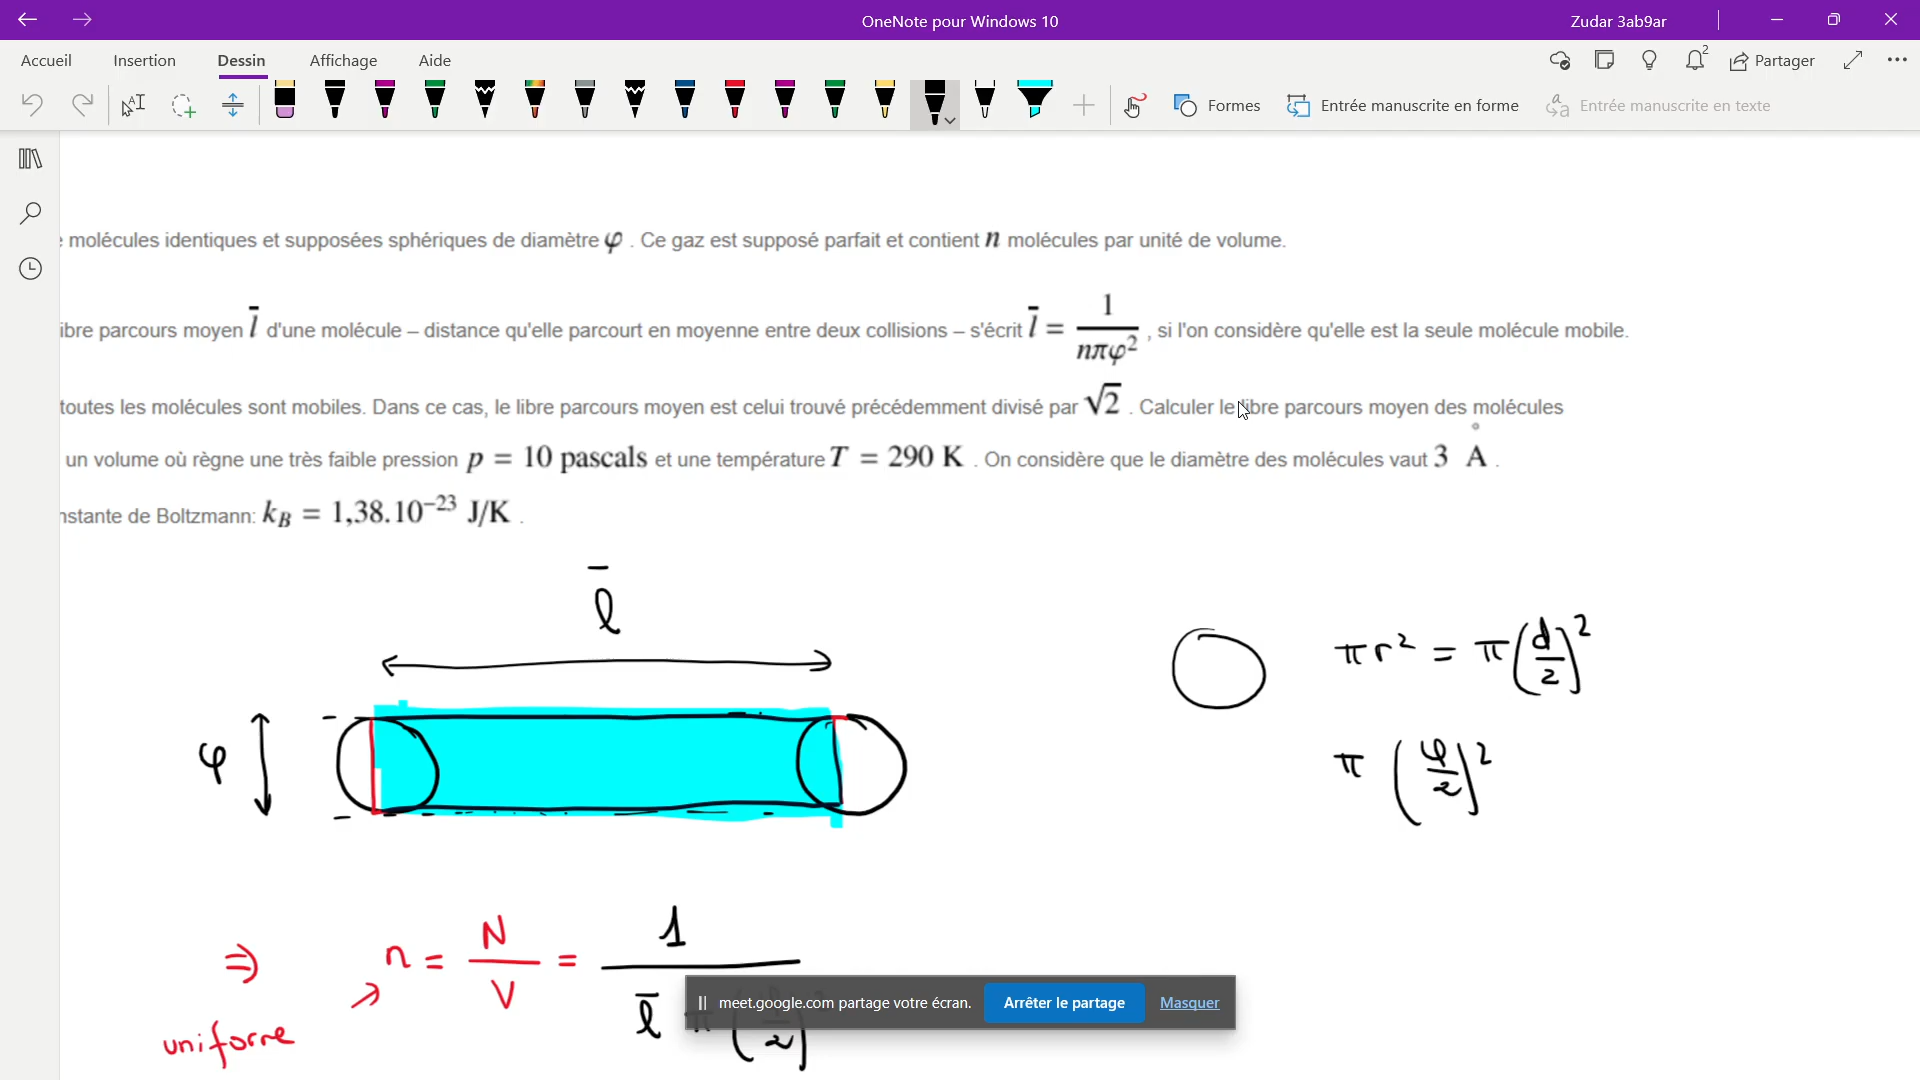 OneNote pour Windows 10
Zudar 3ab9ar
Accueil
Insertion
Dessin
Affichage
Aide
2
Partager
Formes
Entrée manuscrite en forme
Entrée manuscrite en texte
molécules identiques et supposées sphériques de diamètre φ . Ce gaz est supposé parfait et contient n molécules par unité de volume.
ibre parcours moyen l̄ d'une molécule – distance qu'elle parcourt en moyenne entre deux collisions – s'écrit l̄ = 1/(nπφ²) , si l'on considère qu'elle est la seule molécule mobile.
toutes les molécules sont mobiles. Dans ce cas, le libre parcours moyen est celui trouvé précédemment divisé par √2 . Calculer le libre parcours moyen des molécules
un volume où règne une très faible pression p = 10 pascals et une température T = 290 K . On considère que le diamètre des molécules vaut 3 Å .
nstante de Boltzmann: k_B = 1,38.10⁻²³ J/K .
l̄
πr² = π(d/2)²
φ
π(φ/2)²
⇒ n = N/V = 1/(l̄ π( /2)²)
uniforme
meet.google.com partage votre écran.
Arrêter le partage
Masquer